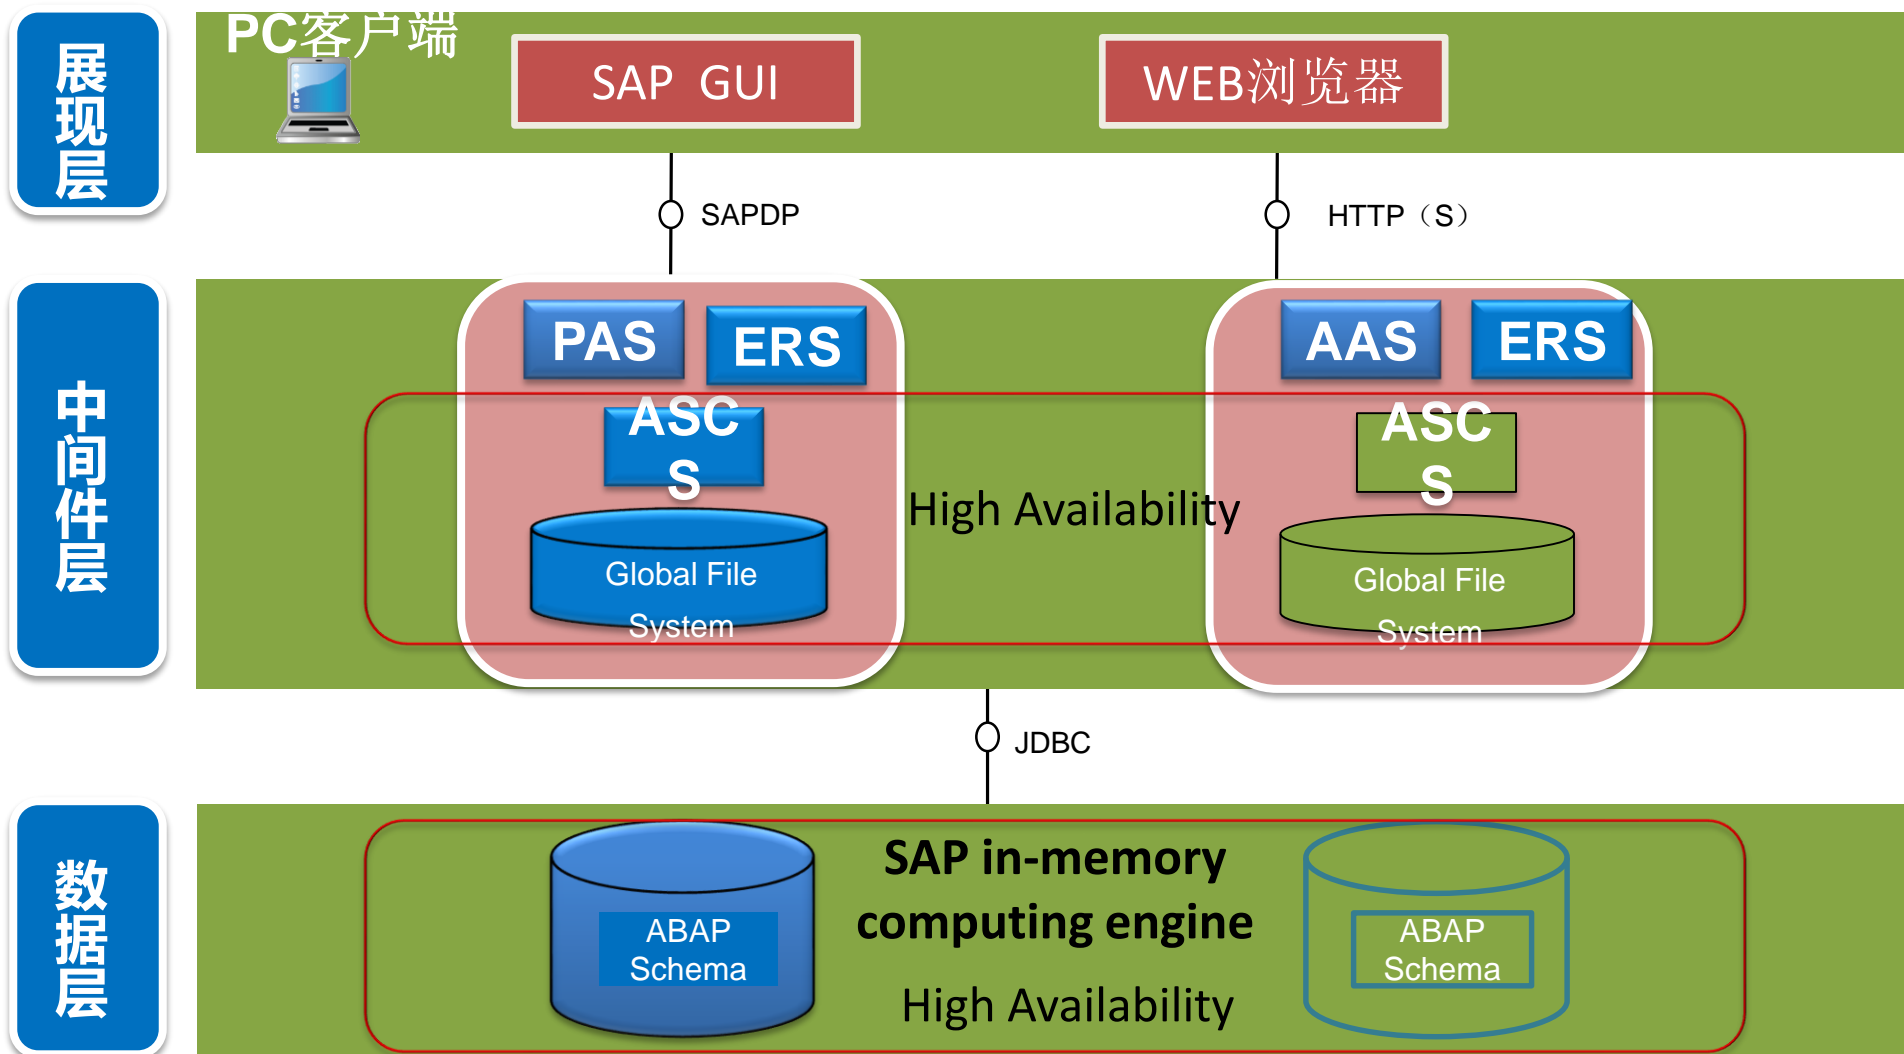 展现层
PC客户端
SAP GUI
WEB浏览器
SAPDP
HTTP（S）
中间件层
PAS
ERS
AAS
ERS
ASC
S
ASC
S
High Availability
Global File
System
Global File
System
JDBC
数据层
SAP in-memory
computing engine
ABAP
Schema
ABAP
Schema
High Availability